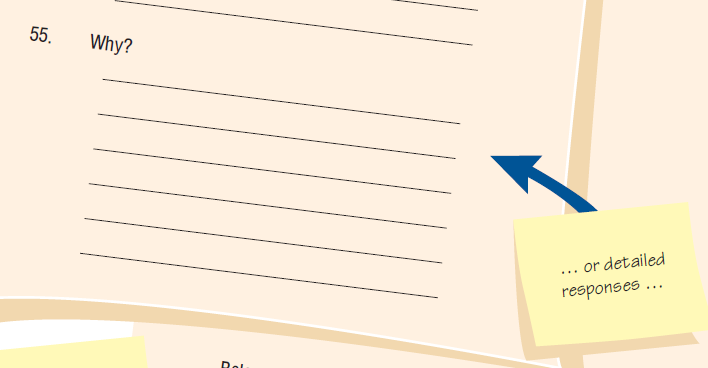 55. Why?
... or detailed
responses ...